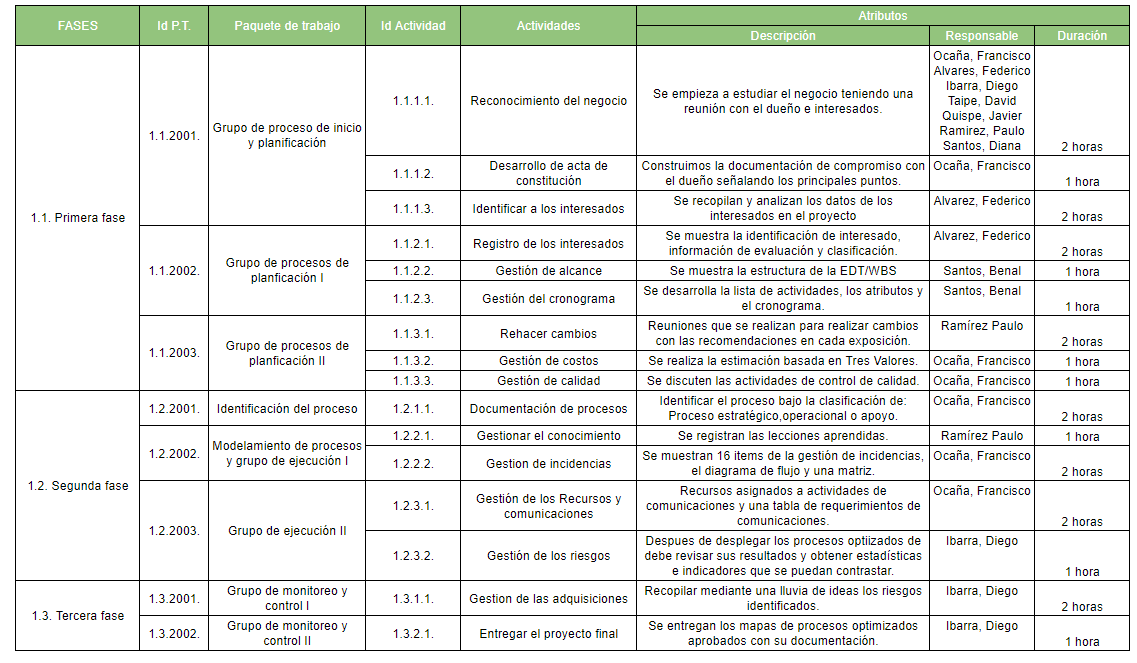 FASES
Id P.T.
Paquete de trabajo
Id Actividad
Actividades
Atributos
Descripción
Responsable
Duración
1.1. Primera fase
1.1.2001.
Grupo de proceso de inicio
y planificación
1.1.1.1.
Reconocimiento del negocio
Se empieza a estudiar el negocio teniendo una
reunión con el dueño e interesados.
Ocaña, Francisco
Alvares, Federico
Ibarra, Diego
Taipe, David
Quispe, Javier
Ramirez, Paulo
Santos, Diana
2 horas
1.1.1.2.
Desarrollo de acta de
constitución
Construimos la documentación de compromiso con
el dueño señalando los principales puntos.
Ocaña, Francisco
1 hora
1.1.1.3.
Identificar a los interesados
Se recopilan y analizan los datos de los
interesados en el proyecto
Alvarez, Federico
2 horas
1.1.2002.
Grupo de procesos de
planficación I
1.1.2.1.
Registro de los interesados
Se muestra la identificación de interesado,
información de evaluación y clasificación.
Alvarez, Federico
2 horas
1.1.2.2.
Gestión de alcance
Se muestra la estructura de la EDT/WBS
Santos, Benal
1 hora
1.1.2.3.
Gestión del cronograma
Se desarrolla la lista de actividades, los atributos y
el cronograma.
Santos, Benal
1 hora
1.1.2003.
Grupo de procesos de
planficación II
1.1.3.1.
Rehacer cambios
Reuniones que se realizan para realizar cambios
con las recomendaciones en cada exposición.
Ramírez Paulo
2 horas
1.1.3.2.
Gestión de costos
Se realiza la estimación basada en Tres Valores.
Ocaña, Francisco
1 hora
1.1.3.3.
Gestión de calidad
Se discuten las actividades de control de calidad.
Ocaña, Francisco
1 hora
1.2. Segunda fase
1.2.2001.
Identificación del proceso
1.2.1.1.
Documentación de procesos
Identificar el proceso bajo la clasificación de:
Proceso estratégico,operacional o apoyo.
Ocaña, Francisco
2 horas
1.2.2002.
Modelamiento de procesos
y grupo de ejecución I
1.2.2.1.
Gestionar el conocimiento
Se registran las lecciones aprendidas.
Ramírez Paulo
1 hora
1.2.2.2.
Gestion de incidencias
Se muestran 16 items de la gestión de incidencias,
el diagrama de flujo y una matriz.
Ocaña, Francisco
2 horas
1.2.2003.
Grupo de ejecución II
1.2.3.1.
Gestión de los Recursos y
comunicaciones
Recursos asignados a actividades de
comunicaciones y una tabla de requerimientos de
comunicaciones.
Ocaña, Francisco
2 horas
1.2.3.2.
Gestión de los riesgos
Despues de desplegar los procesos optiizados de
debe revisar sus resultados y obtener estadísticas
e indicadores que se puedan contrastar.
Ibarra, Diego
1 hora
1.3. Tercera fase
1.3.2001.
Grupo de monitoreo y
control I
1.3.1.1.
Gestion de las adquisiciones
Recopilar mediante una lluvia de ideas los riesgos
identificados.
Ibarra, Diego
2 horas
1.3.2002.
Grupo de monitoreo y
control II
1.3.2.1.
Entregar el proyecto final
Se entregan los mapas de procesos optimizados
aprobados con su documentación.
Ibarra, Diego
1 hora